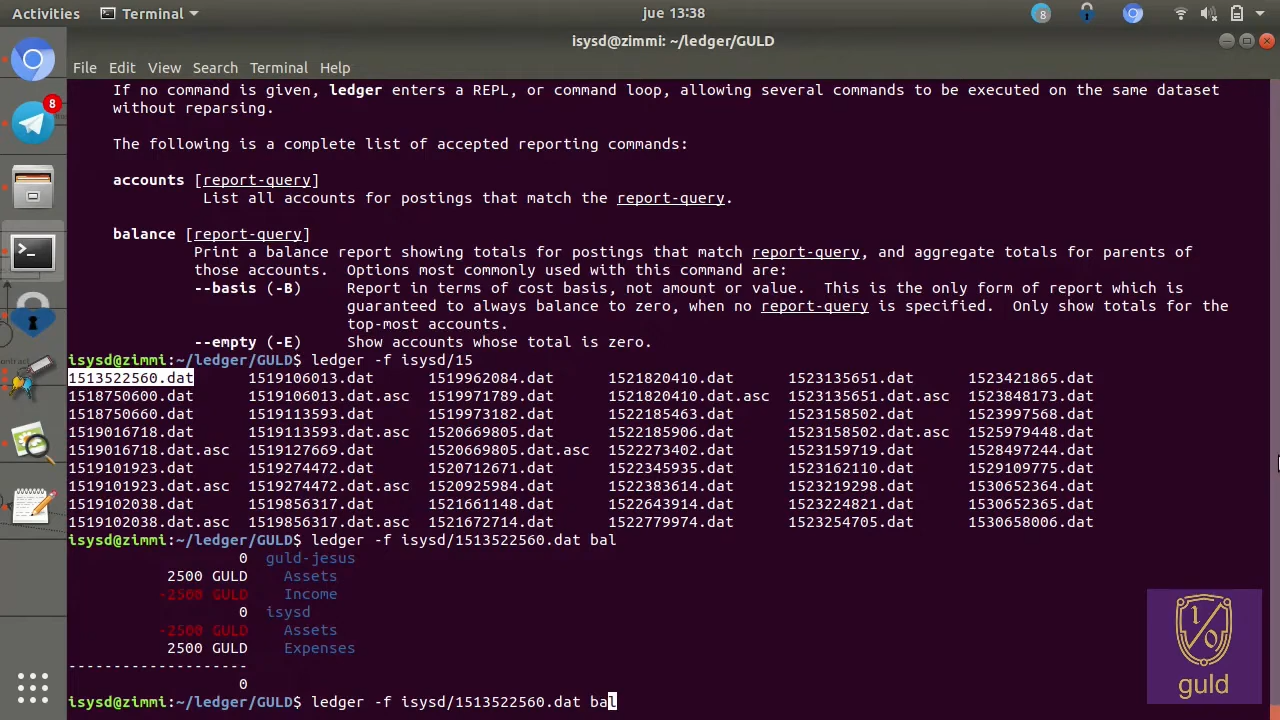 Activities Terminal jue 13:38 8
isysd@zimmi: ~/ledger/GULD
File Edit View Search Terminal Help
8
If no command is given, ledger enters a REPL, or command loop, allowing several commands to be executed on the same dataset
without reparsing.
The following is a complete list of accepted reporting commands:
accounts [report-query]
List all accounts for postings that match the report-query.
balance [report-query]
Print a balance report showing totals for postings that match report-query, and aggregate totals for parents of
those accounts.  Options most commonly used with this command are:
--basis (-B) Report in terms of cost basis, not amount or value.  This is the only form of report which is
guaranteed to always balance to zero, when no report-query is specified.  Only show totals for the
top-most accounts.
--empty (-E) Show accounts whose total is zero.
isysd@zimmi:~/ledger/GULD$ ledger -f isysd/15
1513522560.dat 1519106013.dat 1519962084.dat 1521820410.dat 1523135651.dat 1523421865.dat
1518750600.dat 1519106013.dat.asc 1519971789.dat 1521820410.dat.asc 1523135651.dat.asc 1523848173.dat
1518750660.dat 1519113593.dat 1519973182.dat 1522185463.dat 1523158502.dat 1523997568.dat
1519016718.dat 1519113593.dat.asc 1520669805.dat 1522185906.dat 1523158502.dat.asc 1525979448.dat
1519016718.dat.asc 1519127669.dat 1520669805.dat.asc 1522273402.dat 1523159719.dat 1528497244.dat
1519101923.dat 1519274472.dat 1520712671.dat 1522345935.dat 1523162110.dat 1529109775.dat
1519101923.dat.asc 1519274472.dat.asc 1520925984.dat 1522383614.dat 1523219298.dat 1530652364.dat
1519102038.dat 1519856317.dat 1521661148.dat 1522643914.dat 1523224821.dat 1530652365.dat
1519102038.dat.asc 1519856317.dat.asc 1521672714.dat 1522779974.dat 1523254705.dat 1530658006.dat
isysd@zimmi:~/ledger/GULD$ ledger -f isysd/1513522560.dat bal
0 guld-jesus
2500 GULD Assets
-2500 GULD Income
0 isysd
-2500 GULD Assets
2500 GULD Expenses
--------------------
0
isysd@zimmi:~/ledger/GULD$ ledger -f isysd/1513522560.dat bal
1/0
guld